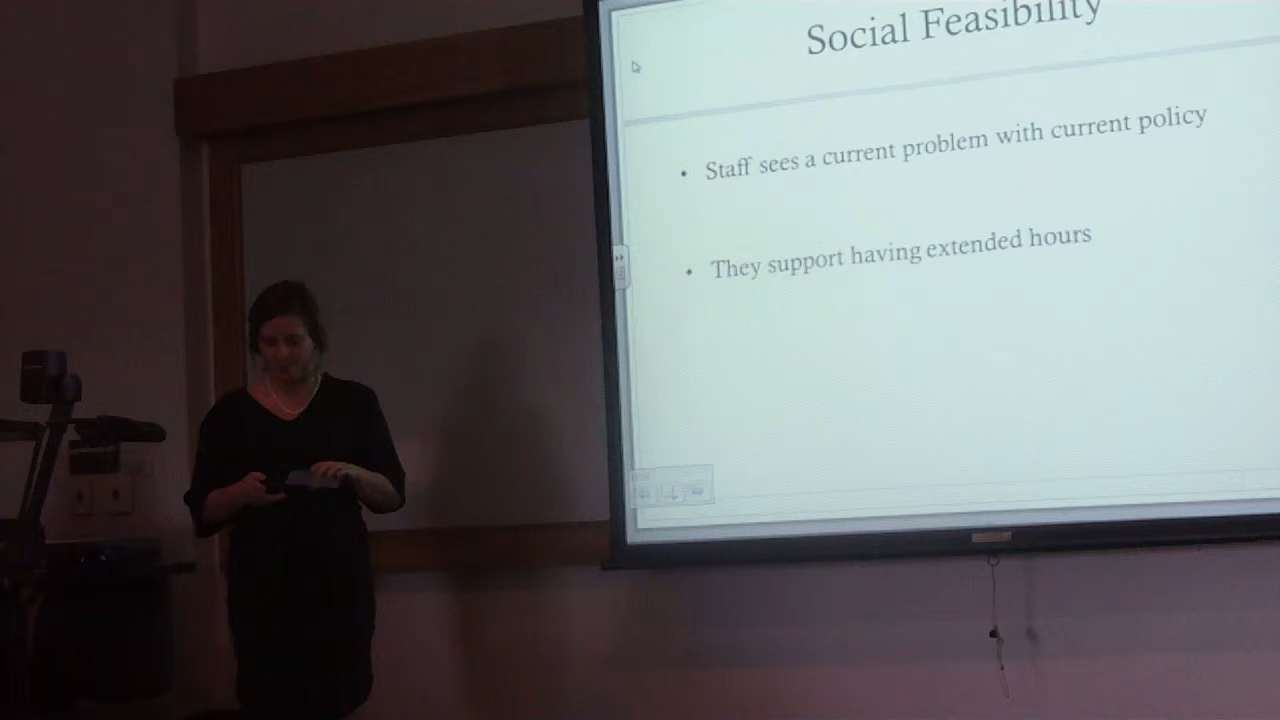 Social Feasibility
• Staff sees a current problem with current policy
• They support having extended hours